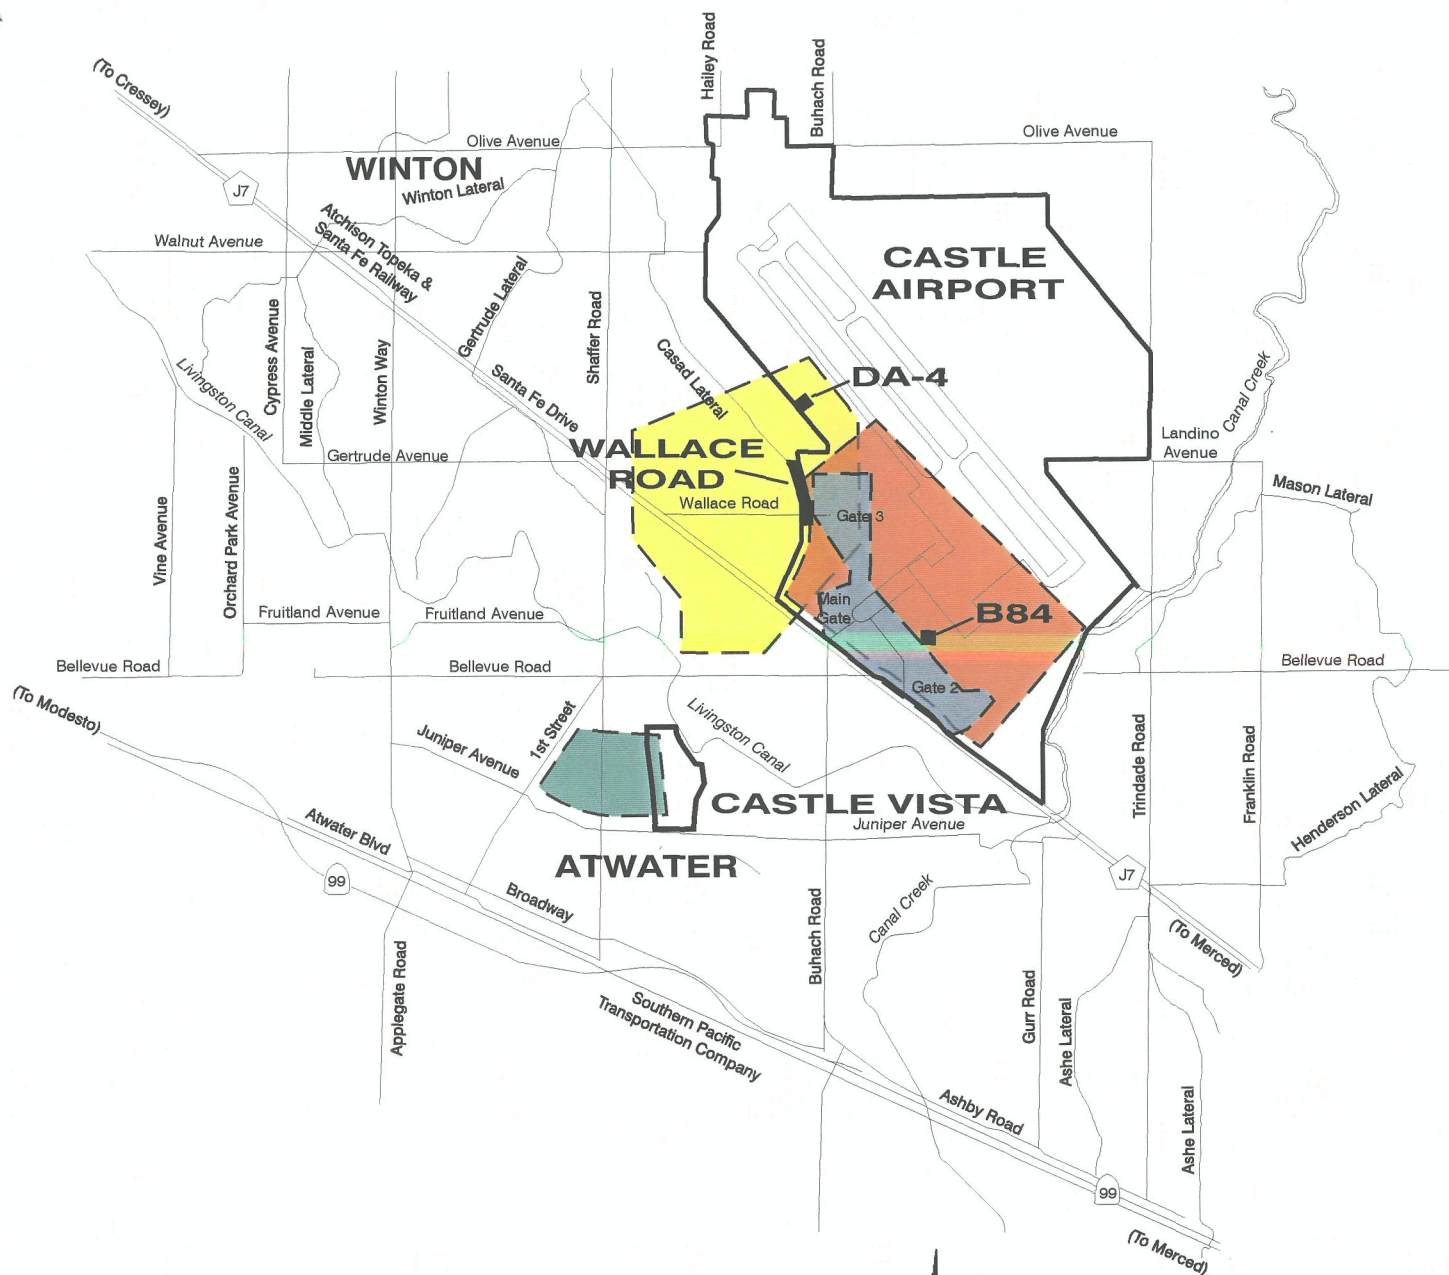 Hailey Road
Buhach Road
(To Cressey)
Olive Avenue
Olive Avenue
WINTON
Winton Lateral
J7
Atchison Topeka &
Santa Fe Railway
Walnut Avenue
CASTLE
AIRPORT
Gertrude Lateral
Shaffer Road
Cypress Avenue
Middle Lateral
Winton Way
Livingston Canal
Santa Fe Drive
Casad Lateral
DA-4
Canal Creek
WALLACE
ROAD
Landino
Avenue
Gertrude Avenue
Mason Lateral
Vine Avenue
Orchard Park Avenue
Wallace Road
Gate 3
Main
Gate
Fruitland Avenue
Fruitland Avenue
B84
Bellevue Road
Bellevue Road
Bellevue Road
(To Modesto)
Gate 2
1st Street
Juniper Avenue
Livingston Canal
Trindade Road
Franklin Road
Henderson Lateral
CASTLE VISTA
Juniper Avenue
Atwater Blvd
ATWATER
99
J7
Broadway
Buhach Road
Canal Creek
(To Merced)
Applegate Road
Southern Pacific
Transportation Company
Gurr Road
Ashe Lateral
Ashby Road
Ashe Lateral
99
(To Merced)